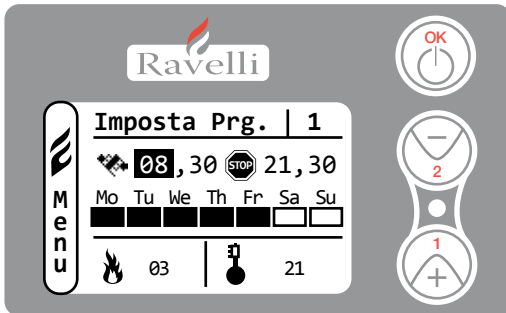 Ravelli
OK
Imposta Prg. | 1
08,30 STOP 21,30
Mo Tu We Th Fr Sa Su
Menu
03 21
2
1